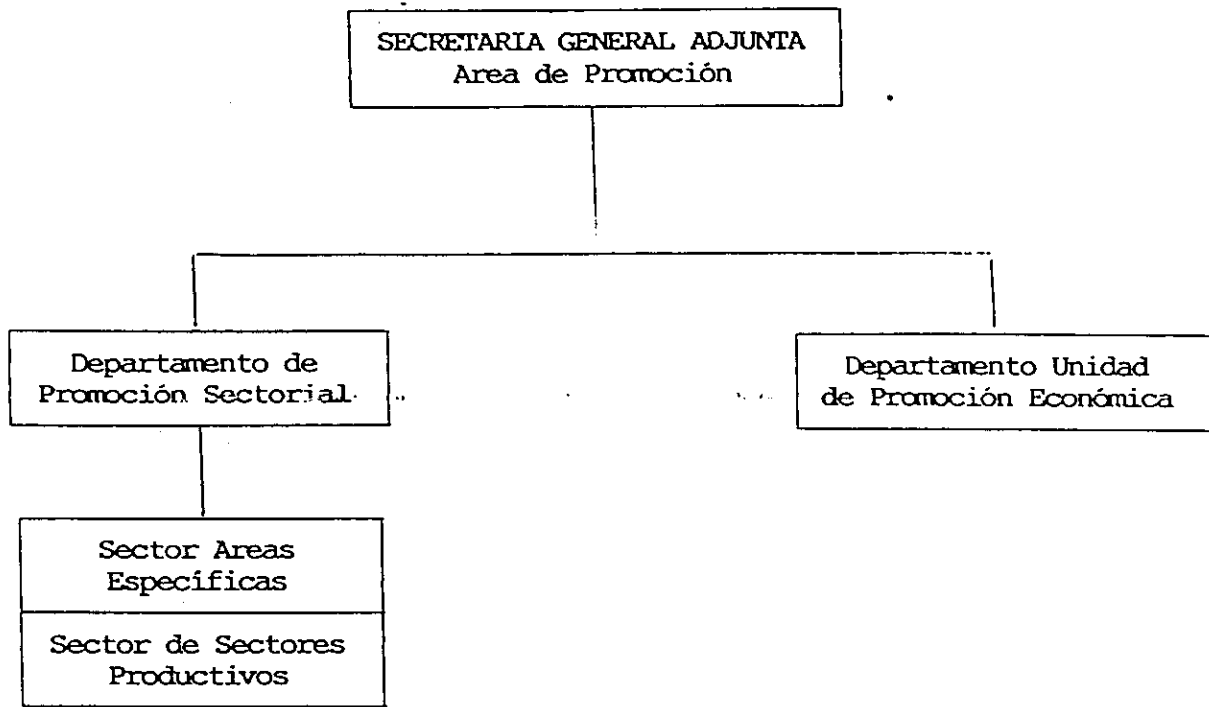 SECRETARIA GENERAL ADJUNTA
Area de Promoción
Departamento de
Promoción Sectorial
Departamento Unidad
de Promoción Económica
Sector Areas
Específicas
Sector de Sectores
Productivos